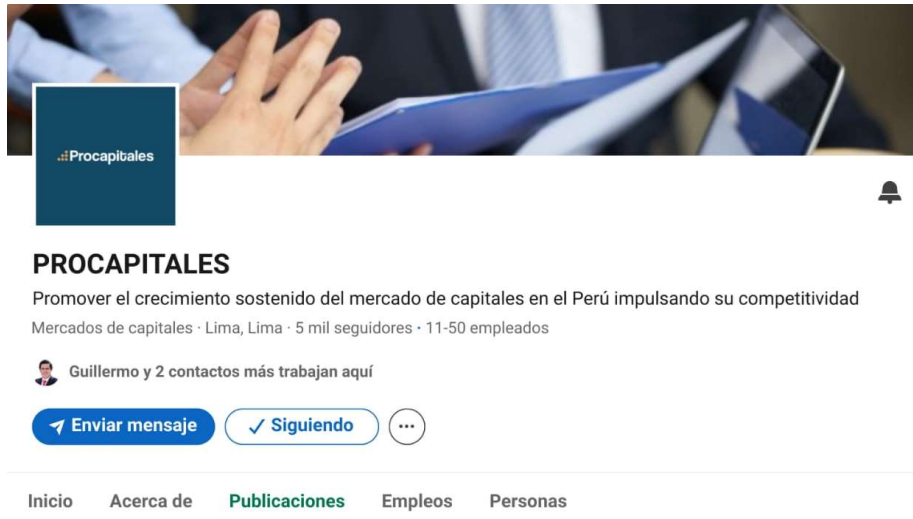 Procapitales
PROCAPITALES
Promover el crecimiento sostenido del mercado de capitales en el Perú impulsando su competitividad
Mercados de capitales · Lima, Lima · 5 mil seguidores • 11-50 empleados
Guillermo y 2 contactos más trabajan aquí
Enviar mensaje Siguiendo
Inicio Acerca de Publicaciones Empleos Personas